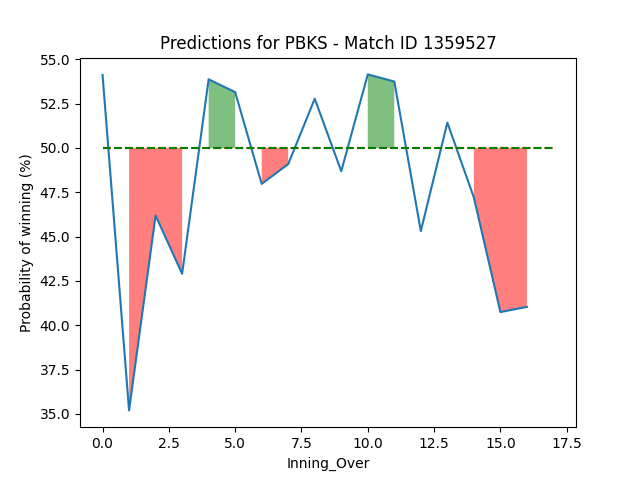 Predictions for PBKS - Match ID 1359527
Probability of winning (%)
55.0
52.5
50.0
47.5
45.0
42.5
40.0
37.5
35.0
0.0 2.5 5.0 7.5 10.0 12.5 15.0 17.5
Inning_Over